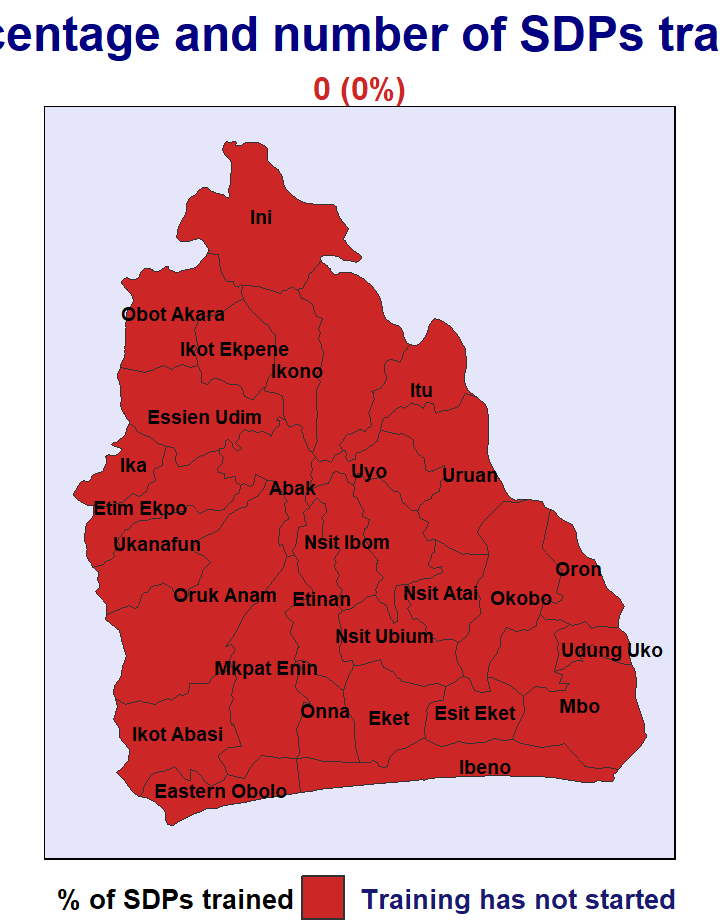 centage and number of SDPs tra
0 (0%)
Ini
Obot Akara
Ikot Ekpene
Ikono
Itu
Essien Udim
Ika
Uyo
Uruan
Abak
Etim Ekpo
Ukanafun
Nsit Ibom
Oron
Oruk Anam
Etinan
Nsit Atai
Okobo
Nsit Ubium
Udung Uko
Mkpat Enin
Onna
Eket
Esit Eket
Mbo
Ikot Abasi
Ibeno
Eastern Obolo
% of SDPs trained
Training has not started